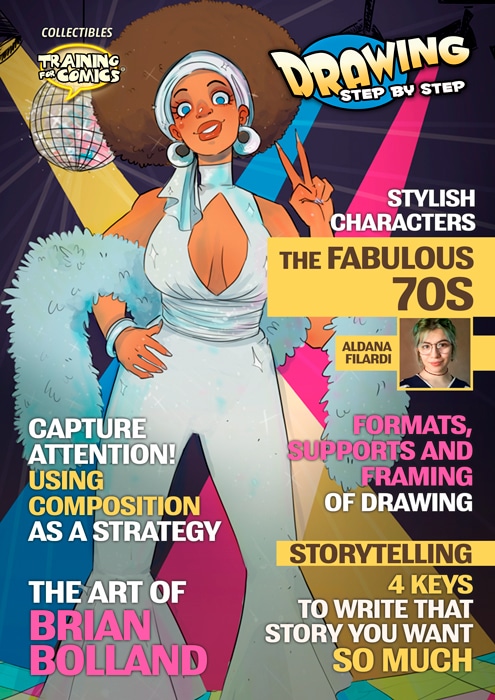 COLLECTIBLES
TRAINING
FOR COMICS
DRAWING
STEP BY STEP
STYLISH
CHARACTERS
THE FABULOUS
70S
ALDANA
FILARDI
CAPTURE
ATTENTION!
USING
COMPOSITION
AS A STRATEGY
FORMATS,
SUPPORTS AND
FRAMING
OF DRAWING
STORYTELLING
4 KEYS
TO WRITE THAT
STORY YOU WANT
SO MUCH
THE ART OF
BRIAN
BOLLAND